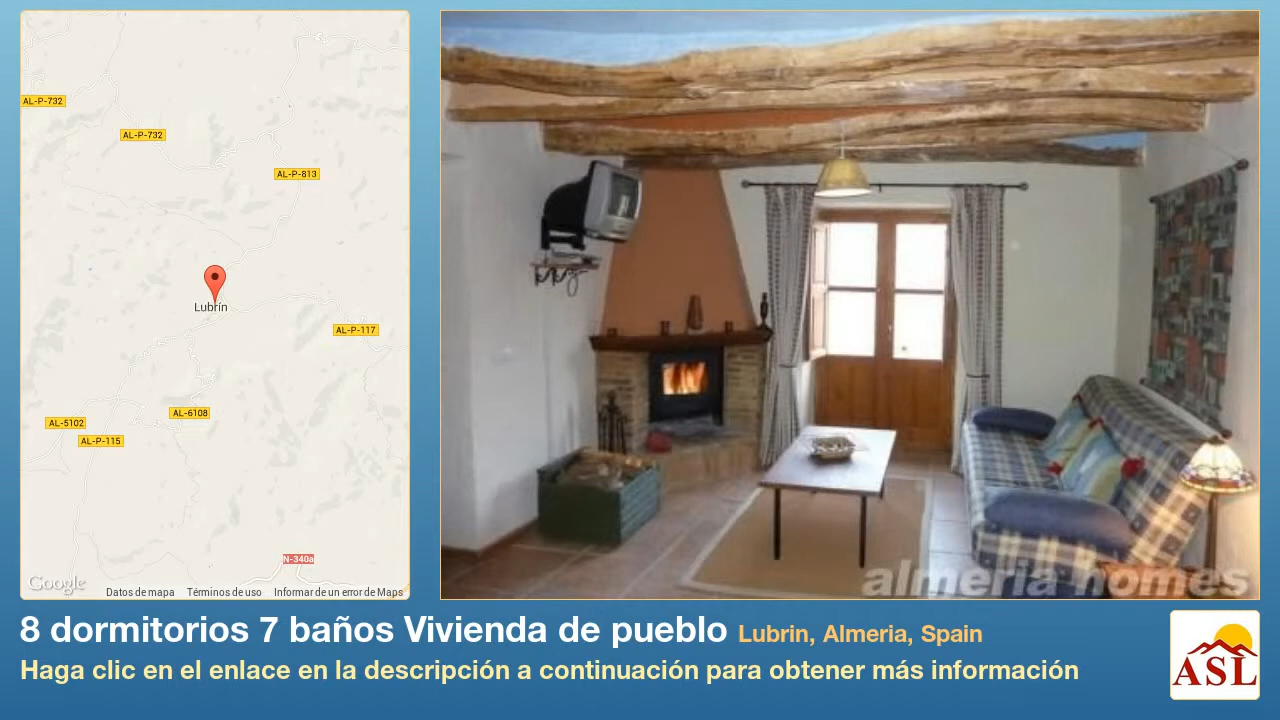 AL-P-732
AL-P-732
AL-P-813
Lubrín
AL-P-117
AL-6108
AL-5102
AL-P-115
N-340a
Google
Datos de mapa Términos de uso Informar de un error de Maps
almeria homes
8 dormitorios 7 baños Vivienda de pueblo Lubrin, Almeria, Spain
Haga clic en el enlace en la descripción a continuación para obtener más información
ASL